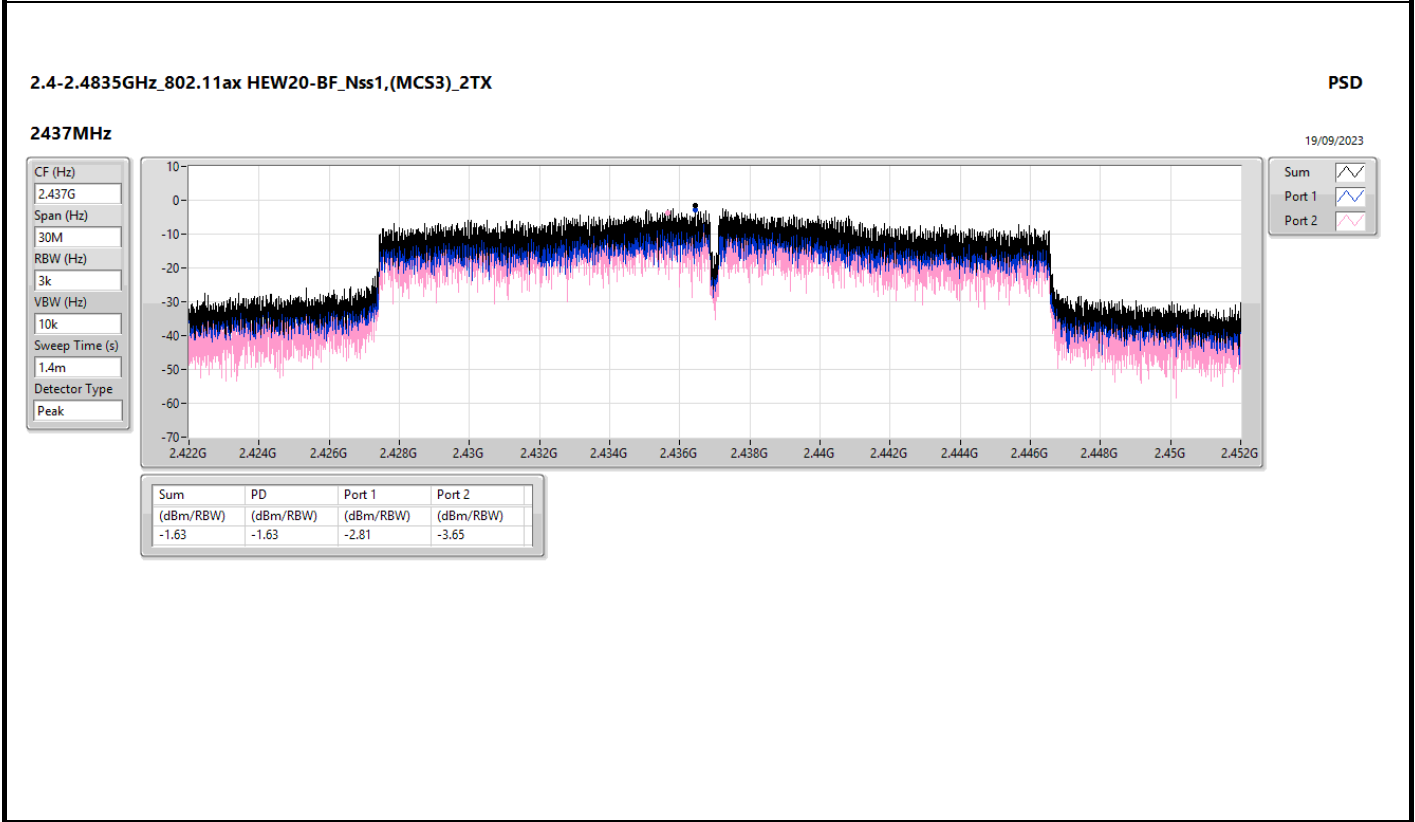 2.4-2.4835GHz_802.11ax HEW20-BF_Nss1,(MCS3)_2TX
PSD
2437MHz
19/09/2023
CF (Hz)
2.437G
Span (Hz)
30M
RBW (Hz)
3k
VBW (Hz)
10k
Sweep Time (s)
1.4m
Detector Type
Peak
10
0
-10
-20
-30
-40
-50
-60
-70
2.422G 2.424G 2.426G 2.428G 2.43G 2.432G 2.434G 2.436G 2.438G 2.44G 2.442G 2.444G 2.446G 2.448G 2.45G 2.452G
Sum
Port 1
Port 2
Sum PD Port 1 Port 2
(dBm/RBW) (dBm/RBW) (dBm/RBW) (dBm/RBW)
-1.63 -1.63 -2.81 -3.65